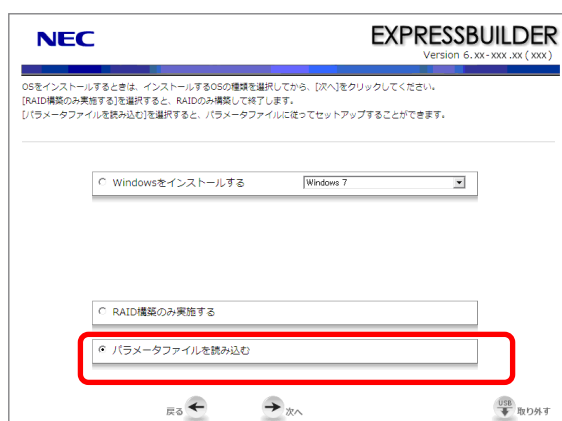 NEC
EXPRESSBUILDER
Version 6.xx-xxx.xx (xxx)
OSをインストールするときは、インストールするOSの種類を選択してから、[次へ]をクリックしてください。
[RAID構築のみ実施する]を選択すると、RAIDのみ構築して終了します。
[パラメータファイルを読み込む]を選択すると、パラメータファイルに従ってセットアップすることができます。
Windowsをインストールする Windows 7
RAID構築のみ実施する
パラメータファイルを読み込む
戻る 次へ USB 取り外す